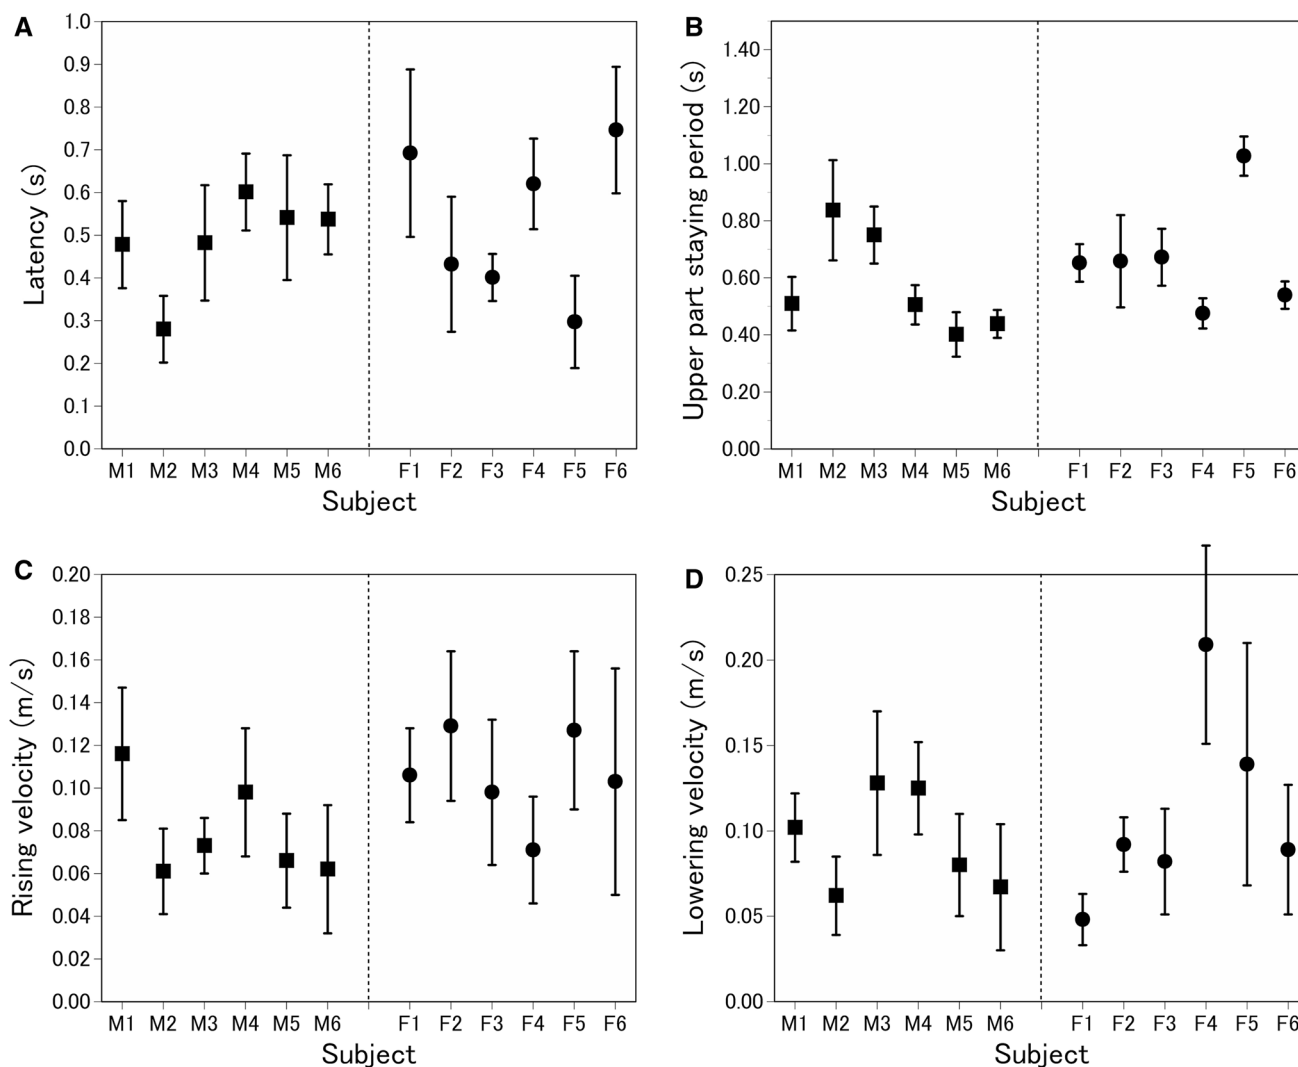 A
Latency (s)
1.0
0.9
0.8
0.7
0.6
0.5
0.4
0.3
0.2
0.1
0.0
M1 M2 M3 M4 M5 M6 F1 F2 F3 F4 F5 F6
Subject
B
Upper part staying period (s)
1.40
1.20
1.00
0.80
0.60
0.40
0.20
0.00
M1 M2 M3 M4 M5 M6 F1 F2 F3 F4 F5 F6
Subject
C
Rising velocity (m/s)
0.20
0.18
0.16
0.14
0.12
0.10
0.08
0.06
0.04
0.02
0.00
M1 M2 M3 M4 M5 M6 F1 F2 F3 F4 F5 F6
Subject
D
Lowering velocity (m/s)
0.25
0.20
0.15
0.10
0.05
0.00
M1 M2 M3 M4 M5 M6 F1 F2 F3 F4 F5 F6
Subject